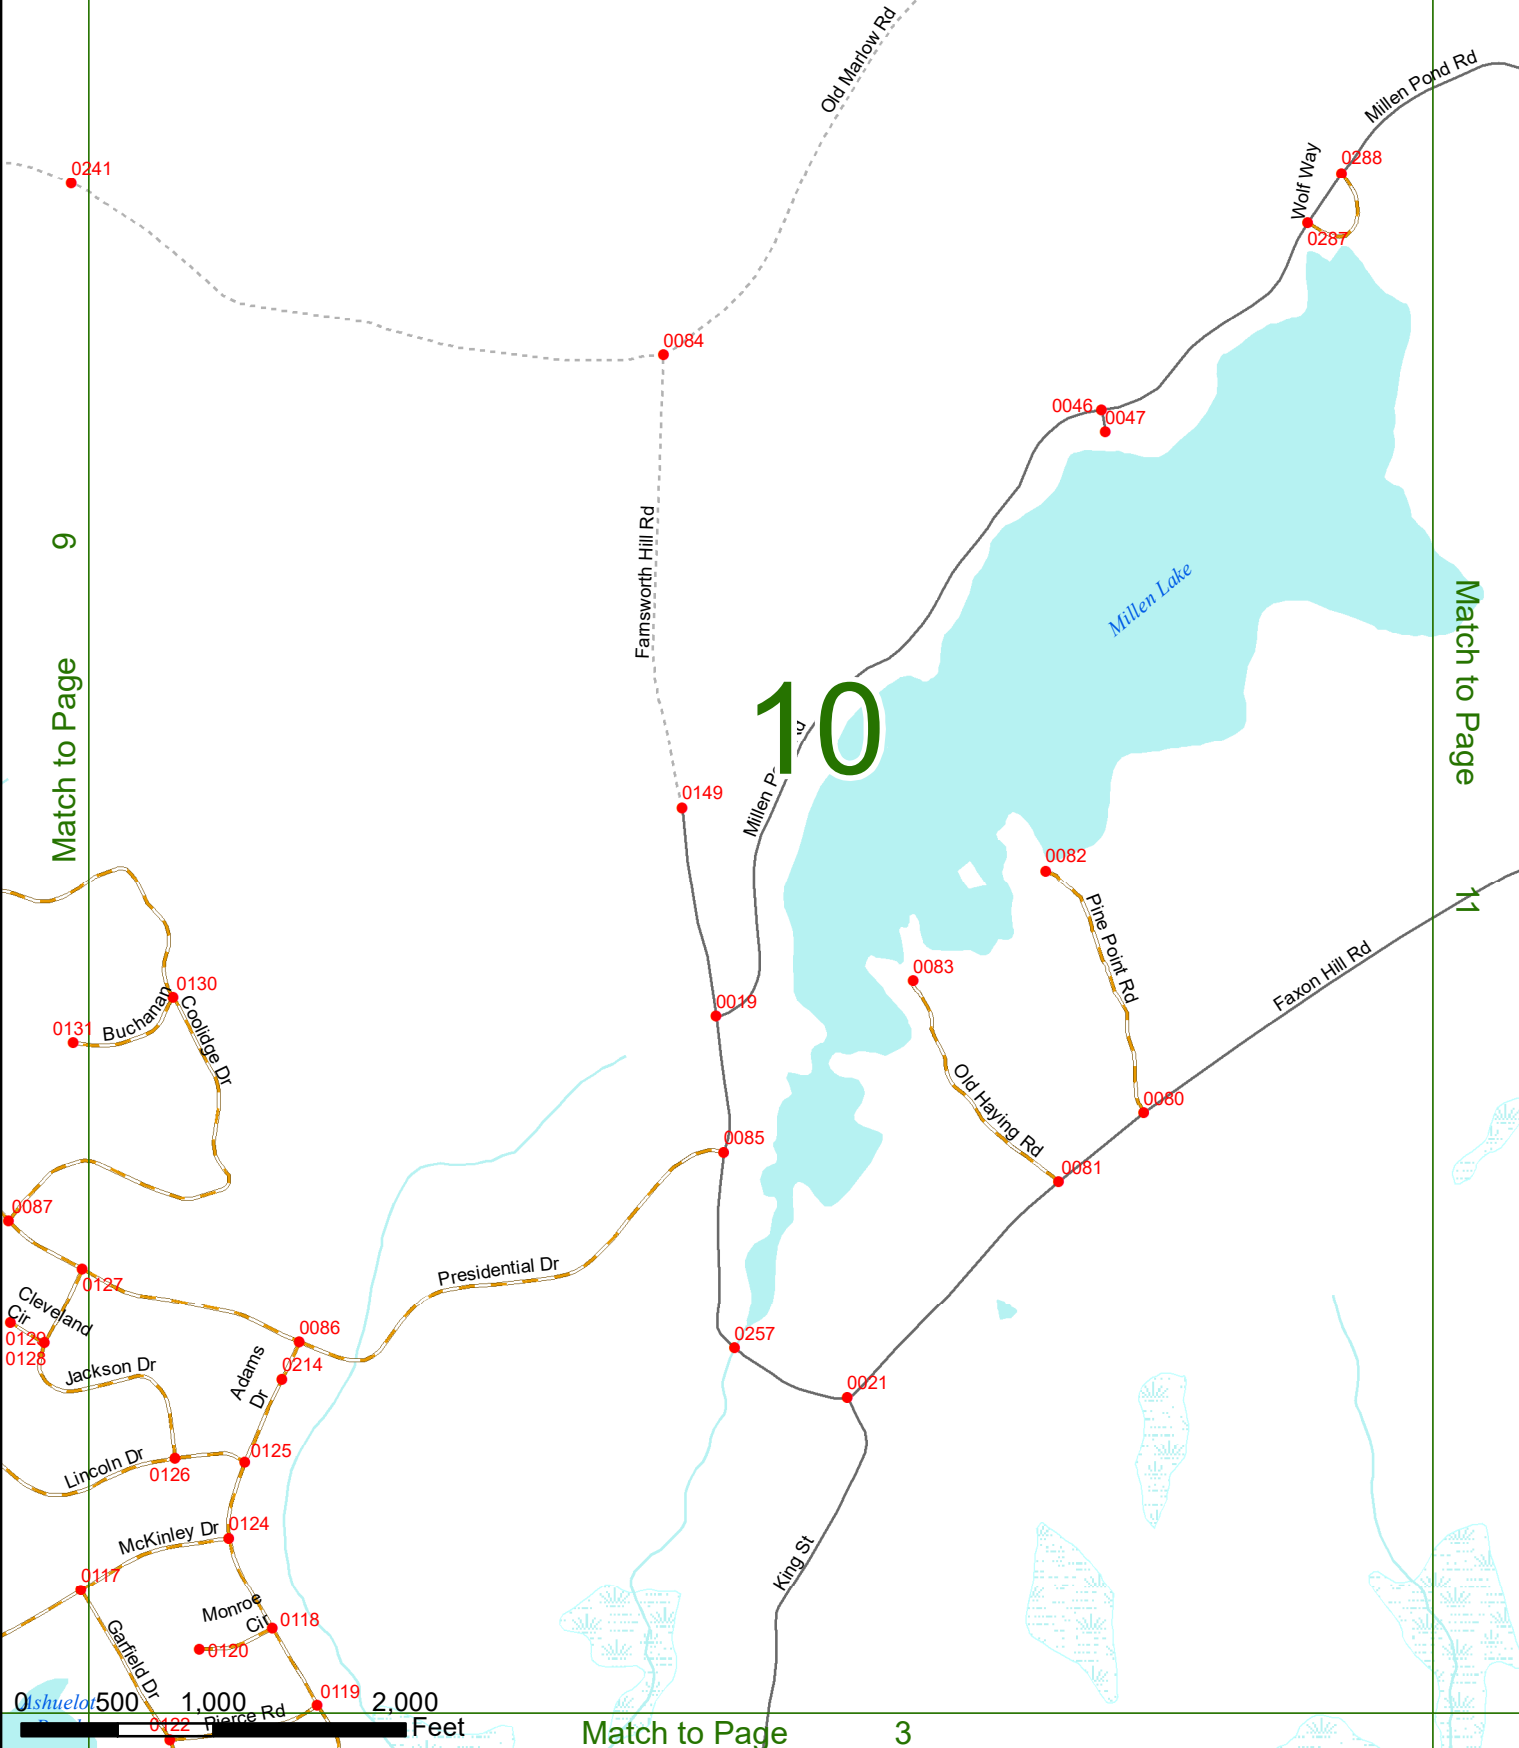 Old Marlow Rd
Millen Pond Rd
0241
0288
Wolf Way
0287
0084
0046
0047
Farnsworth Hill Rd
Match to Page 9
Millen Lake
Match to Page 11
10
0149
0082
Pine Point Rd
0083
Faxon Hill Rd
0130
0131
Buchanan
Coolidge Dr
0019
Old Haying Rd
0080
0085
0081
0087
Presidential Dr
0127
Cleveland
Cir
0129
0128
0086
0257
Adams
Dr
0214
Jackson Dr
0021
Lincoln Dr
0126
0125
McKinley Dr
0124
King St
0117
Monroe
Cir
0118
Garfield Dr
0120
0119
Ashuelot
0 500 1,000 2,000
Feet
0122
Pierce Rd
Match to Page 3